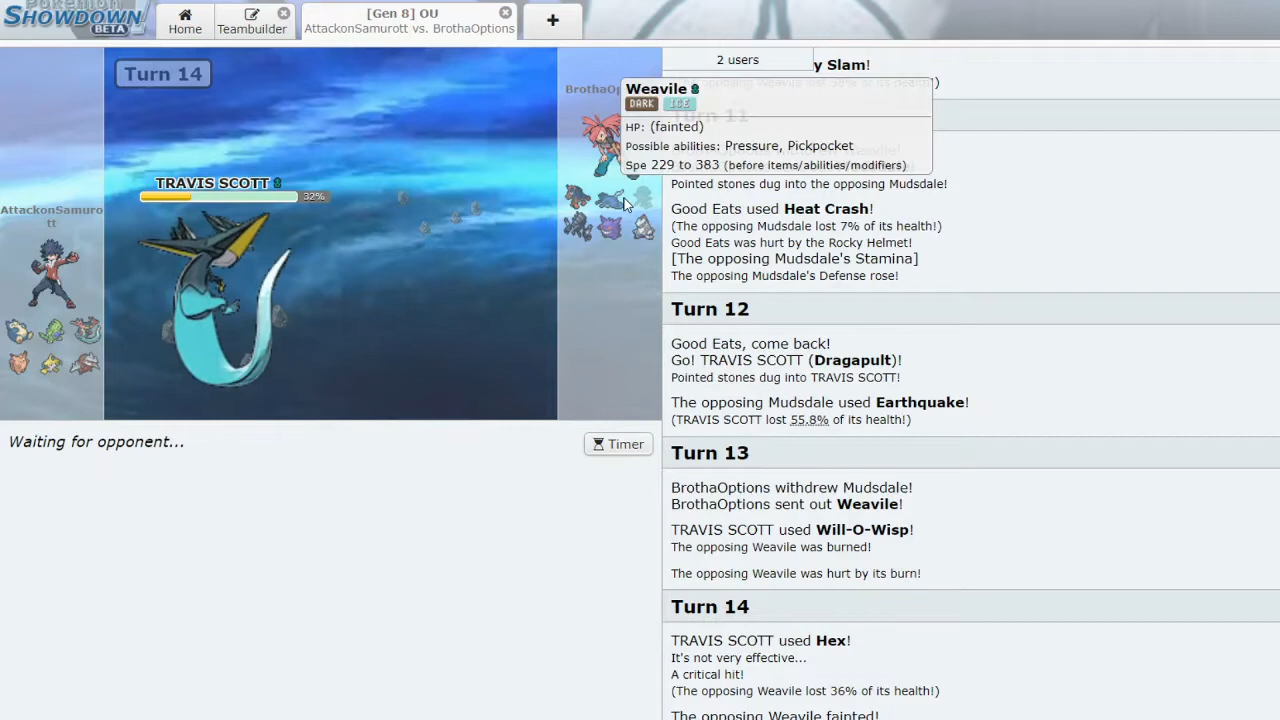 Pokémon
SHOWDOWN
BETA
Home
Teambuilder
[Gen 8] OU
AttackonSamurott vs. BrothaOptions
+
Turn 14
2 users
y Slam!
Weavile
DARK ICE
HP: (fainted)
Possible abilities: Pressure, Pickpocket
Spe 229 to 383 (before items/abilities/modifiers)
BrothaOp
TRAVIS SCOTT
32%
AttackonSamuro
tt
Turn 11
Pointed stones dug into the opposing Mudsdale!
Good Eats used Heat Crash!
(The opposing Mudsdale lost 7% of its health!)
Good Eats was hurt by the Rocky Helmet!
[The opposing Mudsdale's Stamina]
The opposing Mudsdale's Defense rose!
Turn 12
Good Eats, come back!
Go! TRAVIS SCOTT (Dragapult)!
Pointed stones dug into TRAVIS SCOTT!
The opposing Mudsdale used Earthquake!
(TRAVIS SCOTT lost 55.8% of its health!)
Waiting for opponent...
Timer
Turn 13
BrothaOptions withdrew Mudsdale!
BrothaOptions sent out Weavile!
TRAVIS SCOTT used Will-O-Wisp!
The opposing Weavile was burned!
The opposing Weavile was hurt by its burn!
Turn 14
TRAVIS SCOTT used Hex!
It's not very effective...
A critical hit!
(The opposing Weavile lost 36% of its health!)
The opposing Weavile fainted!